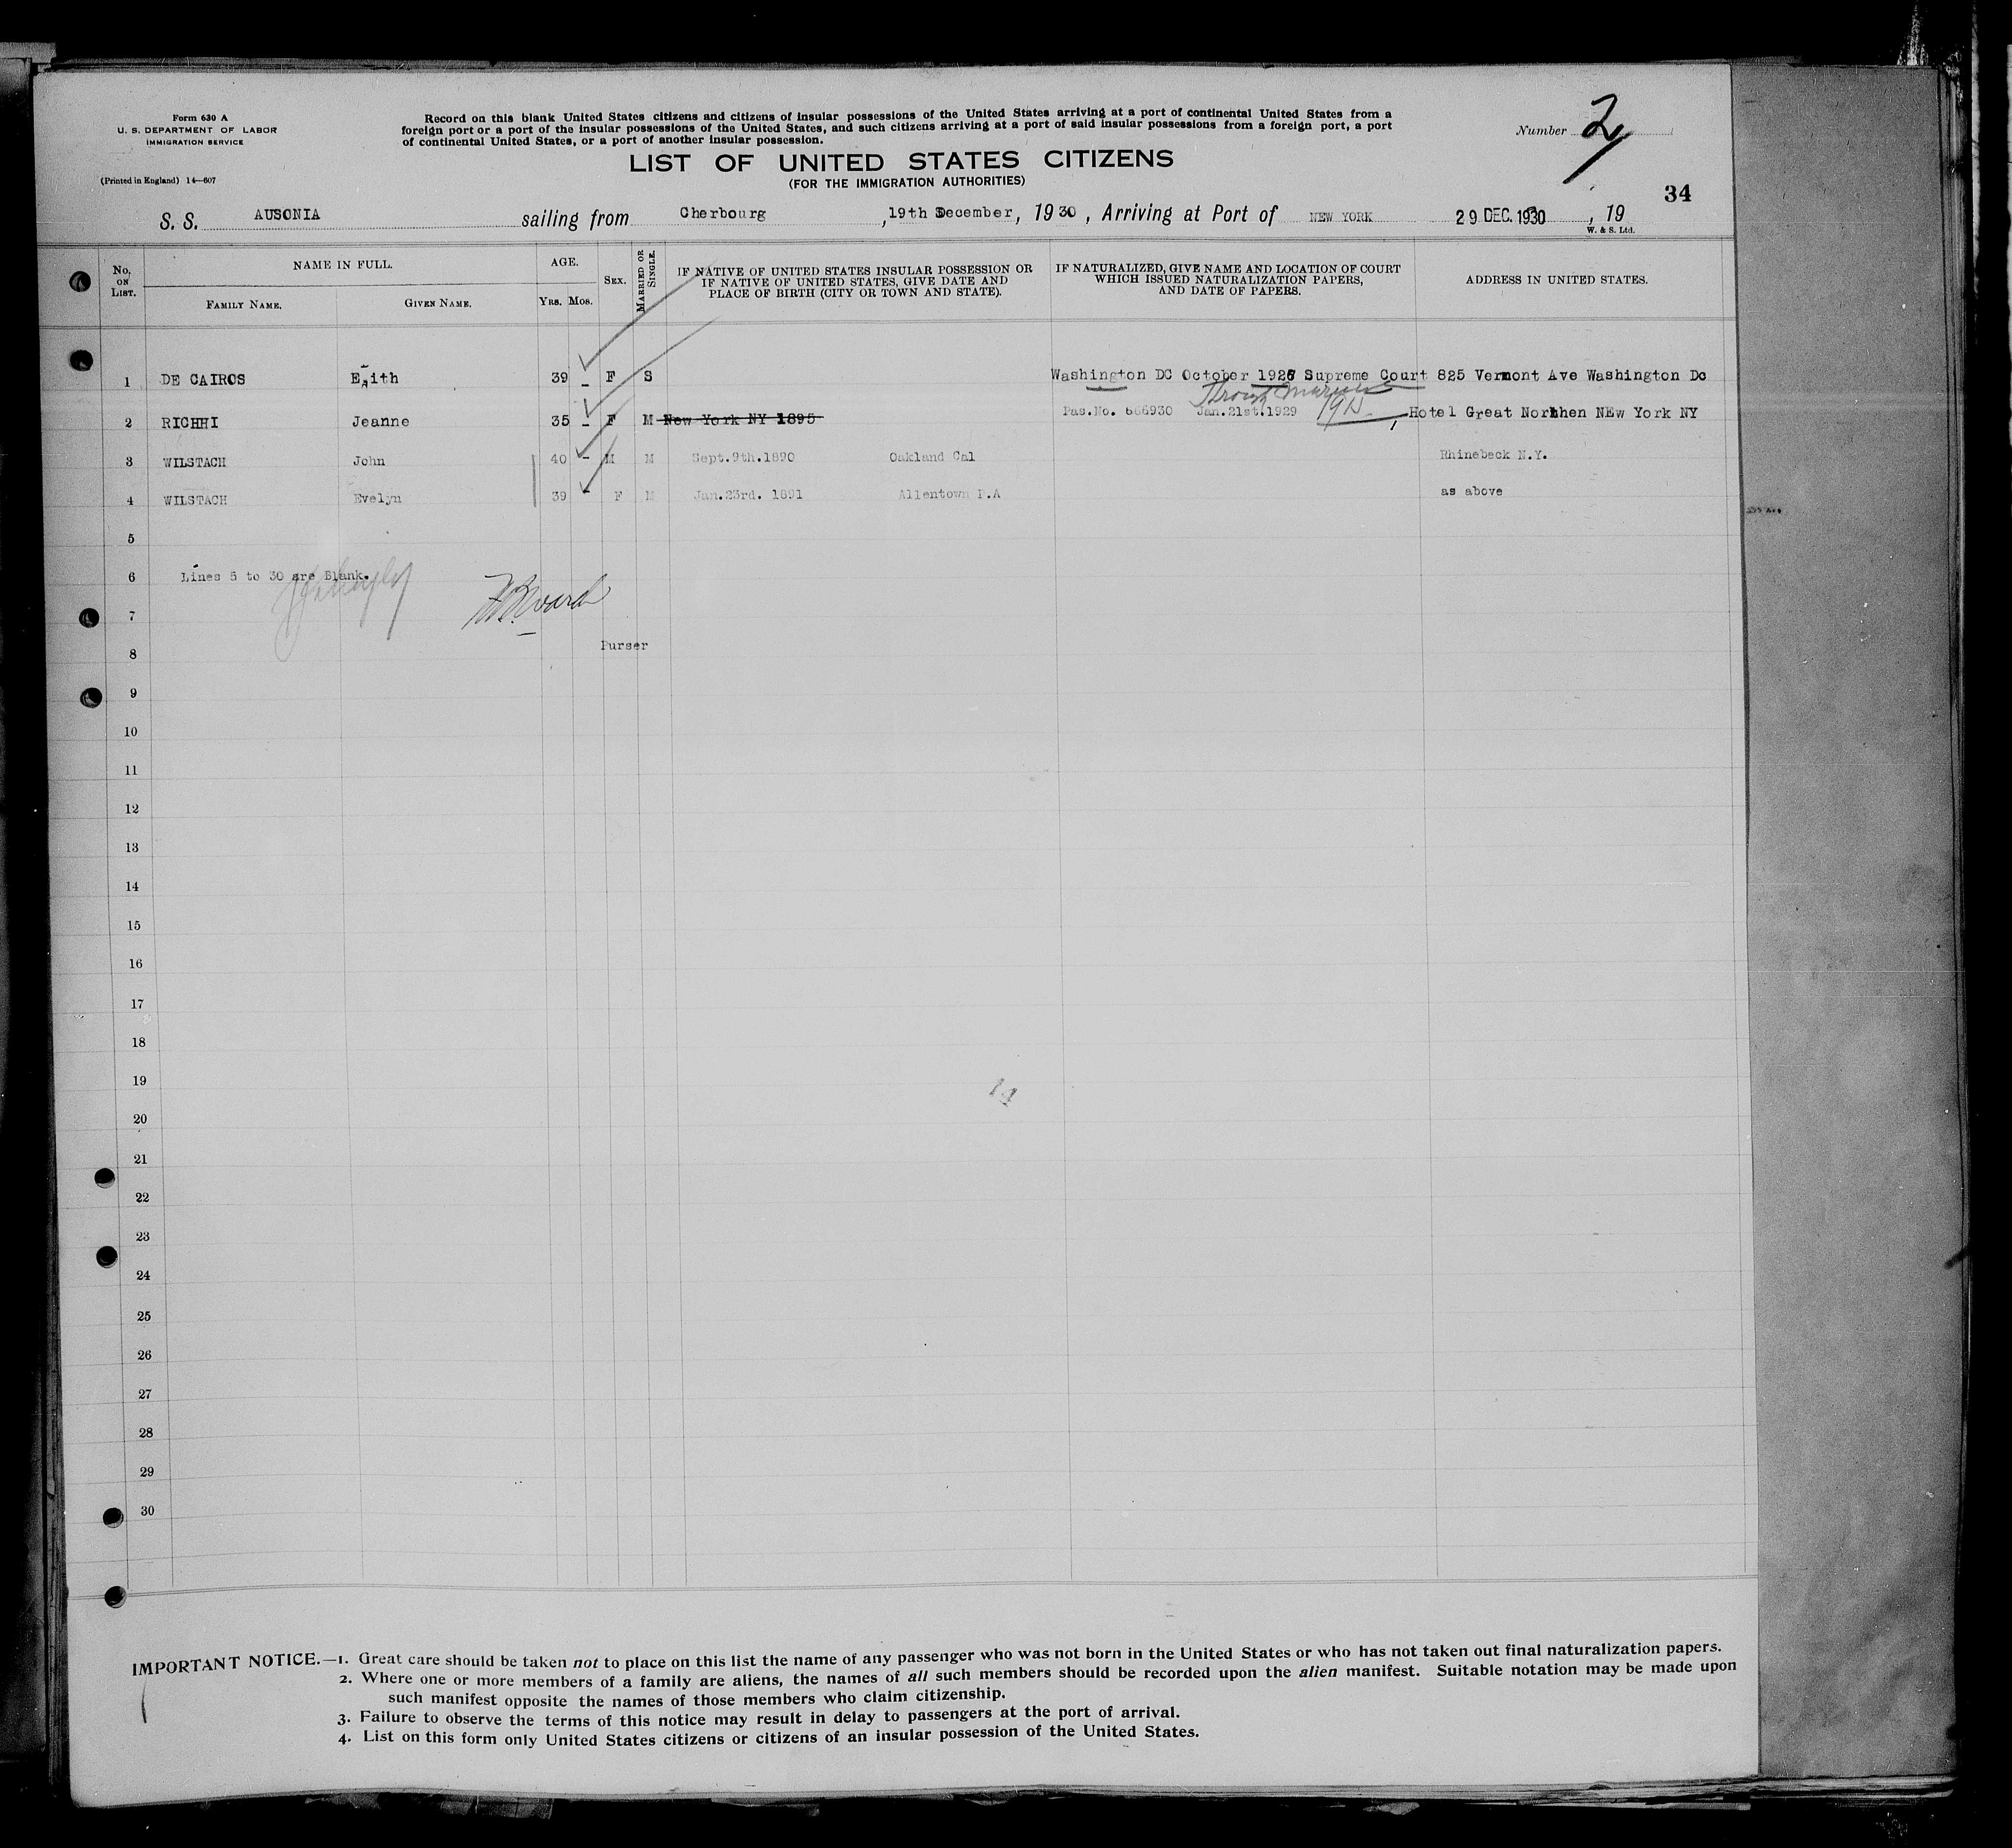 Form 630 A
U. S. DEPARTMENT OF LABOR
IMMIGRATION SERVICE
(Printed in England) 14—607
Record on this blank United States citizens and citizens of insular possessions of the United States arriving at a port of continental United States from a
foreign port or a port of the insular possessions of the United States, and such citizens arriving at a port of said insular possessions from a foreign port, a port
of continental United States, or a port of another insular possession.
Number 2
LIST OF UNITED STATES CITIZENS
(FOR THE IMMIGRATION AUTHORITIES)
34
S. S. AUSONIA sailing from Cherbourg, 19th December, 1930, Arriving at Port of NEW YORK 29 DEC. 1930, 19
W. & S. Ltd.
No. ON LIST. NAME IN FULL. FAMILY NAME. GIVEN NAME. AGE. YRS. MOS. SEX. MARRIED OR SINGLE. IF NATIVE OF UNITED STATES INSULAR POSSESSION OR IF NATIVE OF UNITED STATES, GIVE DATE AND PLACE OF BIRTH (CITY OR TOWN AND STATE). IF NATURALIZED, GIVE NAME AND LOCATION OF COURT WHICH ISSUED NATURALIZATION PAPERS, AND DATE OF PAPERS. ADDRESS IN UNITED STATES.
1 DE CAIROS 39 – F S Washington DC October 1926 Supreme Court 825 Vermont Ave Washington Dc
Through Marriage
2 RICHHI Jeanne 35 – F M New York NY 1895 Pas.No. 666930 Jan.21st.1929 Hotel Great Northen NEw York NY
3 WILSTACH John 40 – M M Sept.9th.1890 Oakland Cal Rhinebeck N.Y.
4 WILSTACH Evelyn 39 - F M Jan.23rd. 1891 Allentown P.A as above
5
6 Lines 5 to 30 are Blank.
7
Purser
8
9
10
11
12
13
14
15
16
17
18
19
20
21
22
23
24
25
26
27
28
29
30
IMPORTANT NOTICE.—1. Great care should be taken not to place on this list the name of any passenger who was not born in the United States or who has not taken out final naturalization papers.
2. Where one or more members of a family are aliens, the names of all such members should be recorded upon the alien manifest. Suitable notation may be made upon
such manifest opposite the names of those members who claim citizenship.
3. Failure to observe the terms of this notice may result in delay to passengers at the port of arrival.
4. List on this form only United States citizens or citizens of an insular possession of the United States.